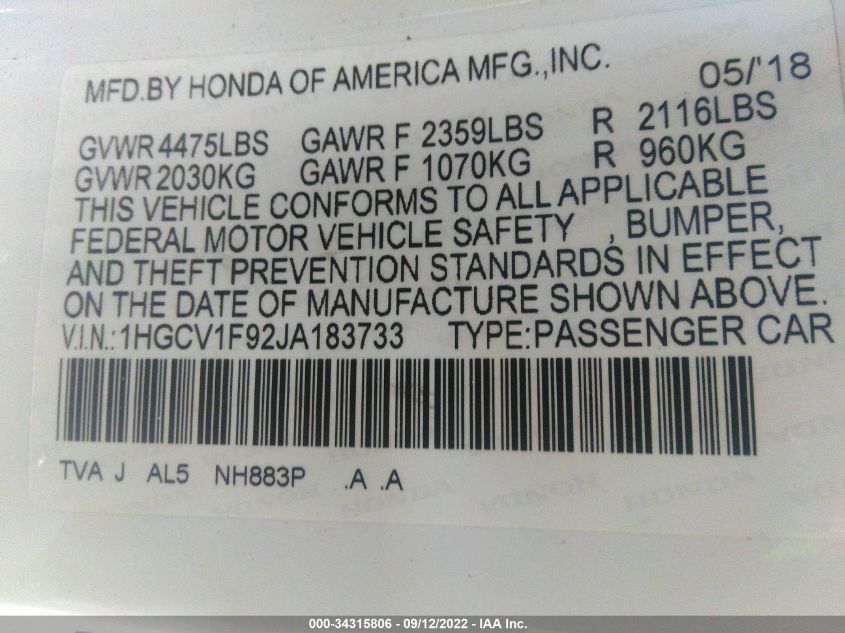 MFD.BY HONDA OF AMERICA MFG.,INC. 05/'18
GVWR 4475LBS GAWR F 2359LBS R 2116LBS
GVWR 2030KG GAWR F 1070KG R 960KG
THIS VEHICLE CONFORMS TO ALL APPLICABLE
FEDERAL MOTOR VEHICLE SAFETY , BUMPER,
AND THEFT PREVENTION STANDARDS IN EFFECT
ON THE DATE OF MANUFACTURE SHOWN ABOVE.
V.I.N.: 1HGCV1F92JA183733 TYPE:PASSENGER CAR
TVA J AL5 NH883P .A .A
HONDA HONDA HONDA
000-34315806 - 09/12/2022 - IAA Inc.